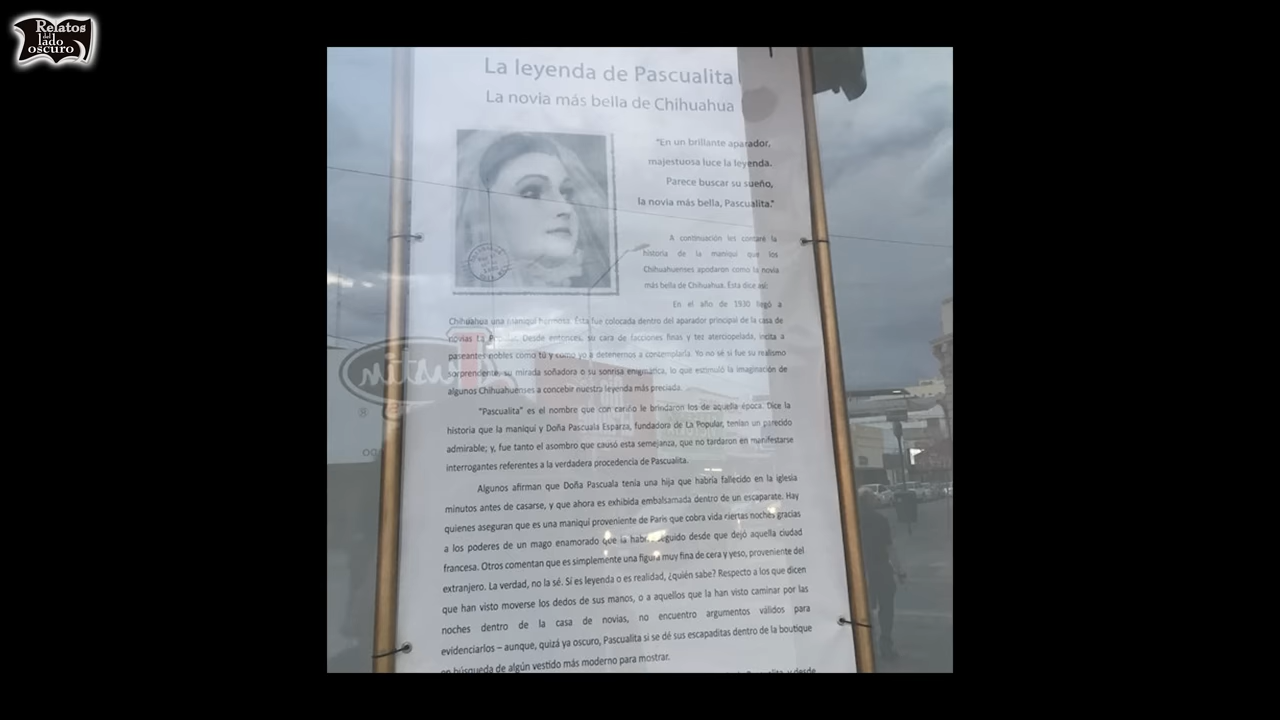 Relatos
del
lado
oscuro
La leyenda de Pascualita
La novia más bella de Chihuahua
"En un brillante aparador,
majestuosa luce la leyenda.
Parece buscar su sueño,
la novia más bella, Pascualita."
A continuación les contaré la
historia de la maniquí que los
Chihuahuenses apodaron como la novia
más bella de Chihuahua. Ésta dice así:
En el año de 1930 llegó a
Chihuahua una maniquí hermosa. Ésta fue colocada dentro del aparador principal de la casa de
novias La Popular. Desde entonces, su cara de facciones finas y tez aterciopelada, incita a
paseantes nobles como tú y como yo a detenernos a contemplarla. Yo no sé si fue su realismo
sorprendente, su mirada soñadora o su sonrisa enigmática, lo que estimuló la imaginación de
algunos Chihuahuenses a concebir nuestra leyenda más preciada.
"Pascualita" es el nombre que con cariño le brindaron los de aquella época. Dice la
historia que la maniquí y Doña Pascuala Esparza, fundadora de La Popular, tenían un parecido
admirable; y, fue tanto el asombro que causó esta semejanza, que no tardaron en manifestarse
interrogantes referentes a la verdadera procedencia de Pascualita.
Algunos afirman que Doña Pascuala tenía una hija que habría fallecido en la iglesia
minutos antes de casarse, y que ahora es exhibida embalsamada dentro de un escaparate. Hay
quienes aseguran que es una maniquí proveniente de París que cobra vida ciertas noches gracias
a los poderes de un mago enamorado que la habría seguido desde que dejó aquella ciudad
francesa. Otros comentan que es simplemente una figura muy fina de cera y yeso, proveniente del
extranjero. La verdad, no la sé. Sí es leyenda o es realidad, ¿quién sabe? Respecto a los que dicen
que han visto moverse los dedos de sus manos, o a aquellos que la han visto caminar por las
noches dentro de la casa de novias, no encuentro argumentos válidos para
evidenciarlos – aunque, quizá ya oscuro, Pascualita si se dé sus escapaditas dentro de la boutique
en búsqueda de algún vestido más moderno para mostrar.